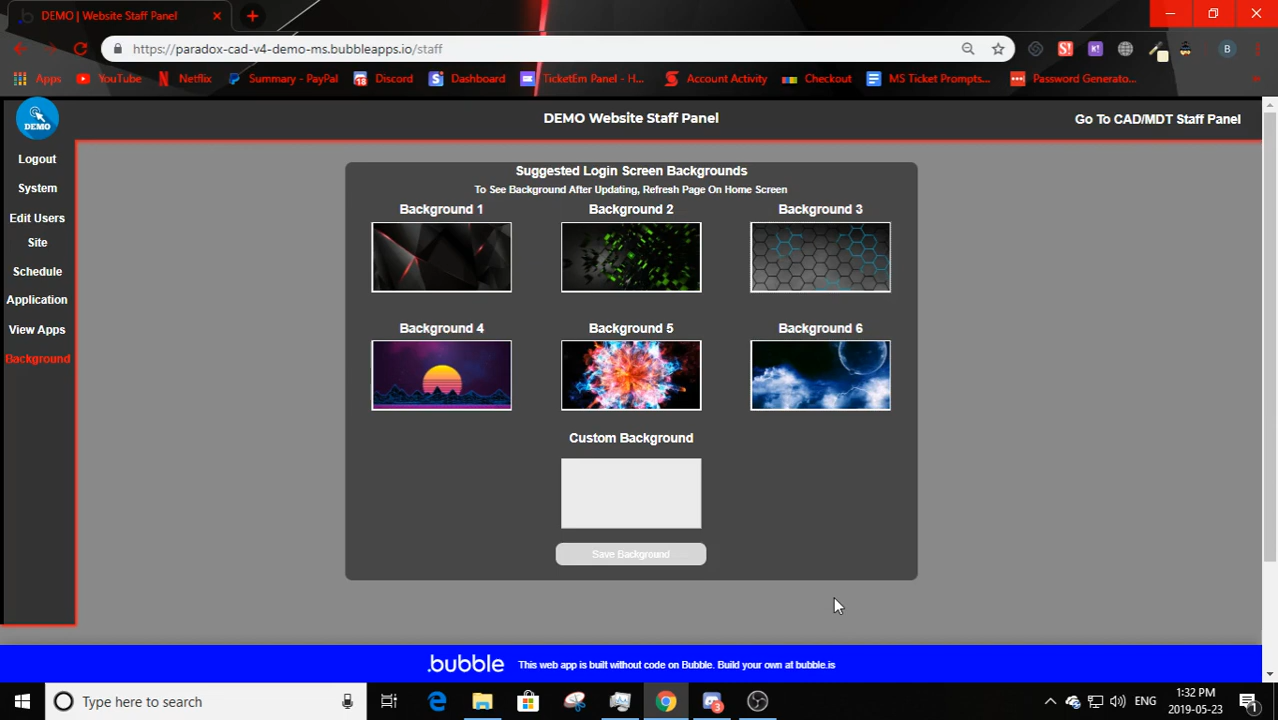 DEMO | Website Staff Panel
https://paradox-cad-v4-demo-ms.bubbleapps.io/staff
B
Apps YouTube Netflix Summary - PayPal Discord Dashboard TicketEm Panel - H... Account Activity Checkout MS Ticket Prompts... Password Generato...
DEMO
DEMO Website Staff Panel
Go To CAD/MDT Staff Panel
Logout
System
Edit Users
Site
Schedule
Application
View Apps
Background
Suggested Login Screen Backgrounds
To See Background After Updating, Refresh Page On Home Screen
Background 1 Background 2 Background 3
Background 4 Background 5 Background 6
Custom Background
Save Background
.bubble This web app is built without code on Bubble. Build your own at bubble.is
Type here to search
3
ENG
1:32 PM
2019-05-23
1